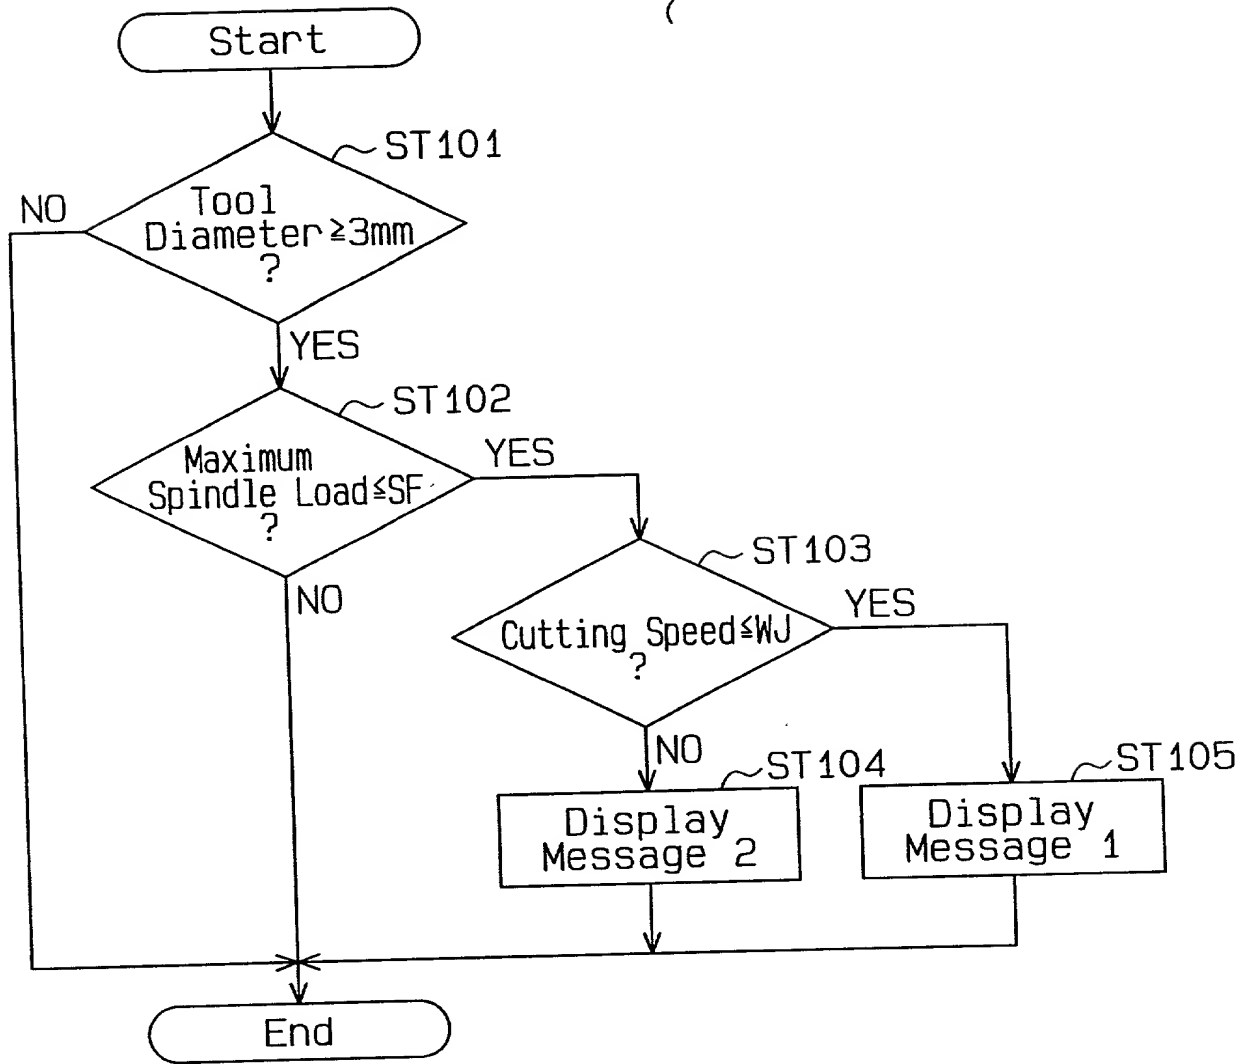 Start
ST101
NO
Tool
Diameter≧3mm
?
YES
ST102
Maximum
Spindle Load≦SF
?
YES
NO
ST103
Cutting Speed≦WJ
?
YES
NO
ST104
Display
Message 2
ST105
Display
Message 1
End